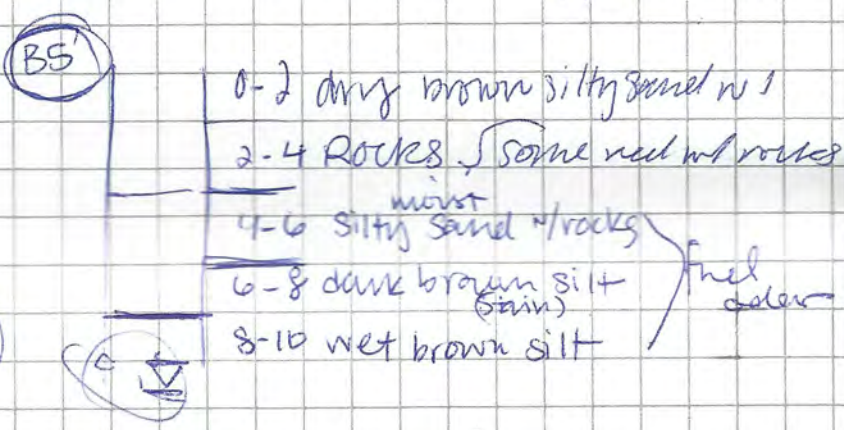 B5'
0-2 dry brown silty sand w/
2-4 Rocks, some red w/ rocks
moist
4-6 silty sand w/rocks
6-8 dark brown silt
(stain)
8-10 wet brown silt
fuel
odor